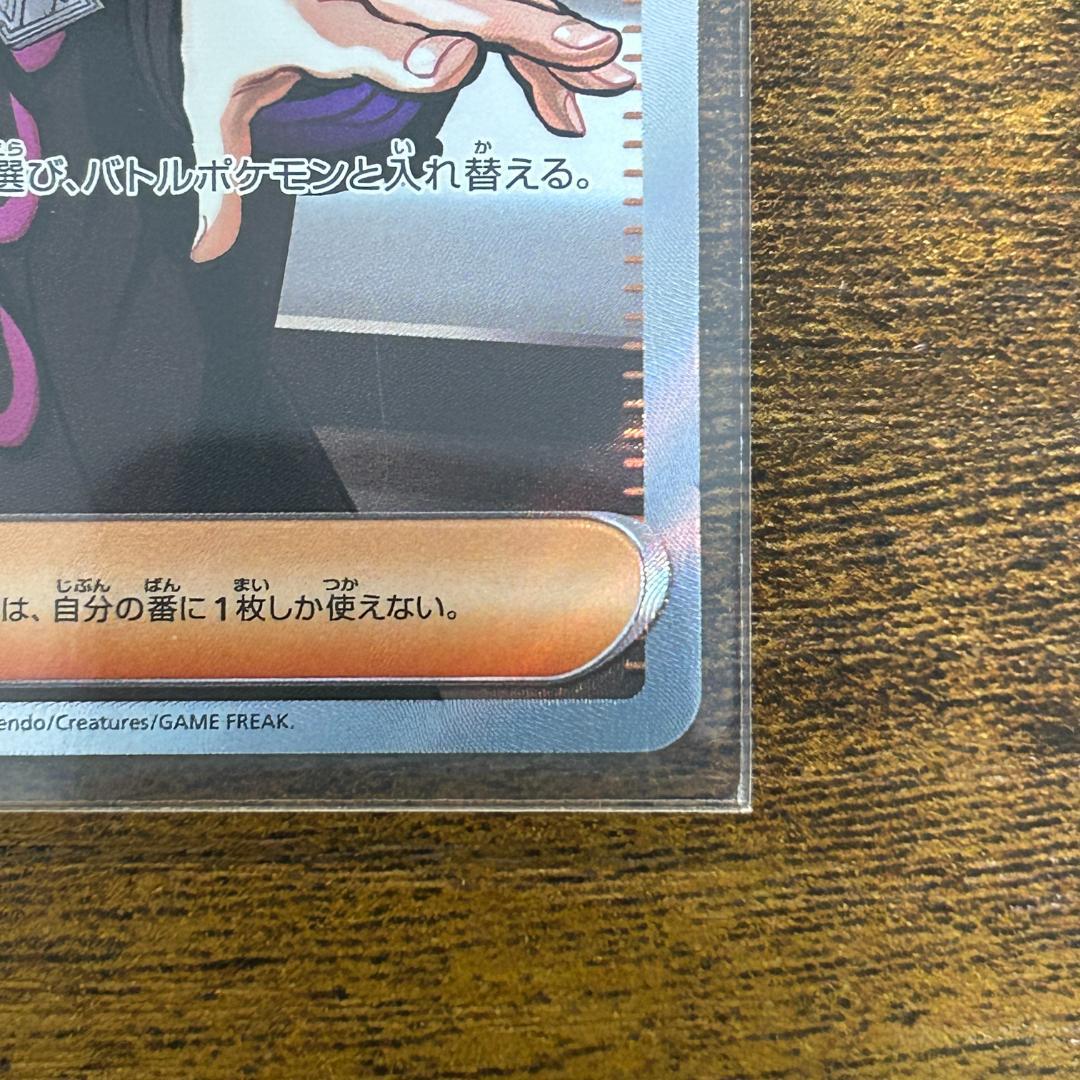 選び、バトルポケモンと入れ替える。
は、自分の番に1枚しか使えない。
endo/Creatures/GAME FREAK.